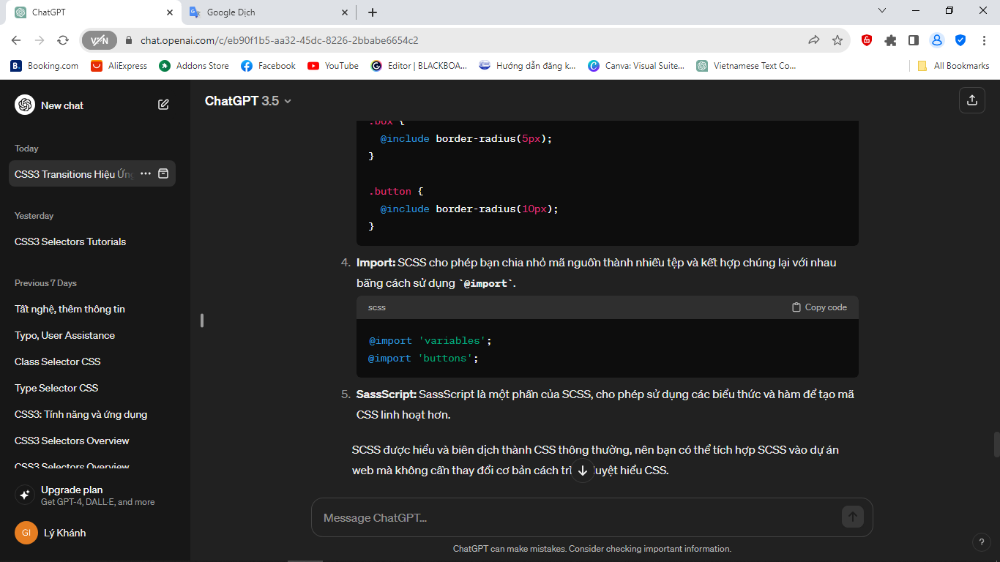 ChatGPT
Google Dịch
VPN
chat.openai.com/c/eb90f1b5-aa32-45dc-8226-2bbabe6654c2
B. Booking.com
AliExpress
Addons Store
Facebook
YouTube
Editor | BLACKBOA...
Hướng dẫn đăng k...
Canva: Visual Suite...
Vietnamese Text Co...
All Bookmarks
New chat
Today
CSS3 Transitions Hiệu Ứng
Yesterday
CSS3 Selectors Tutorials
Previous 7 Days
Tất nghệ, thêm thông tin
Typo, User Assistance
Class Selector CSS
Type Selector CSS
CSS3: Tính năng và ứng dụng
CSS3 Selectors Overview
CSS3 Selectors Overview
Upgrade plan
Get GPT-4, DALL·E, and more
GI
Lý Khánh
ChatGPT 3.5
.box {
@include border-radius(5px);
}
.button {
@include border-radius(10px);
}
4. Import: SCSS cho phép bạn chia nhỏ mã nguồn thành nhiều tệp và kết hợp chúng lại với nhau
bằng cách sử dụng `@import`.
scss
Copy code
@import 'variables';
@import 'buttons';
5. SassScript: SassScript là một phần của SCSS, cho phép sử dụng các biểu thức và hàm để tạo mã
CSS linh hoạt hơn.
SCSS được hiểu và biên dịch thành CSS thông thường, nên bạn có thể tích hợp SCSS vào dự án
web mà không cần thay đổi cơ bản cách trì uyệt hiểu CSS.
Message ChatGPT...
ChatGPT can make mistakes. Consider checking important information.
?